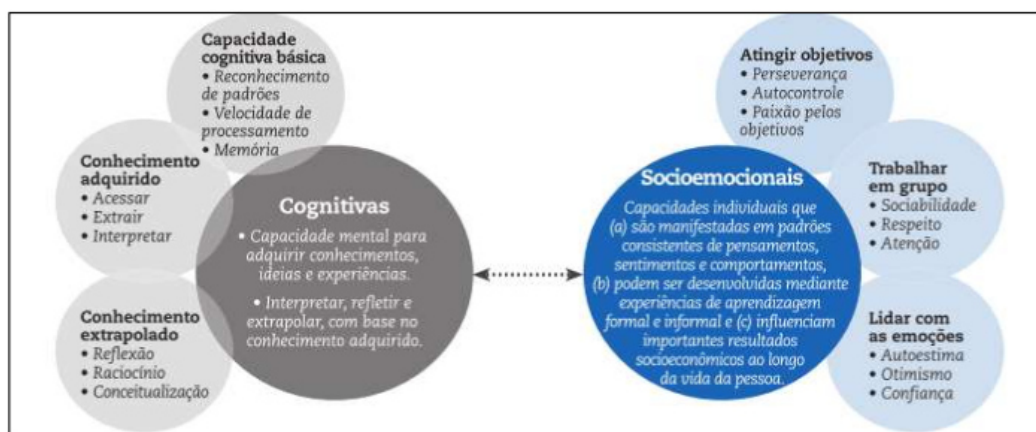 Capacidade
cognitiva básica
• Reconhecimento
de padrões
• Velocidade de
processamento
• Memória
Conhecimento
adquirido
• Acessar
• Extrair
• Interpretar
Conhecimento
extrapolado
• Reflexão
• Raciocínio
• Conceitualização
Cognitivas
• Capacidade mental para
adquirir conhecimentos,
ideias e experiências.
• Interpretar, refletir e
extrapolar, com base no
conhecimento adquirido.
Socioemocionais
Capacidades individuais que
(a) são manifestadas em padrões
consistentes de pensamentos,
sentimentos e comportamentos,
(b) podem ser desenvolvidas mediante
experiências de aprendizagem
formal e informal e (c) influenciam
importantes resultados
socioeconômicos ao longo
da vida da pessoa.
Atingir objetivos
• Perseverança
• Autocontrole
• Paixão pelos
objetivos
Trabalhar
em grupo
• Sociabilidade
• Respeito
• Atenção
Lidar com
as emoções
• Autoestima
• Otimismo
• Confiança